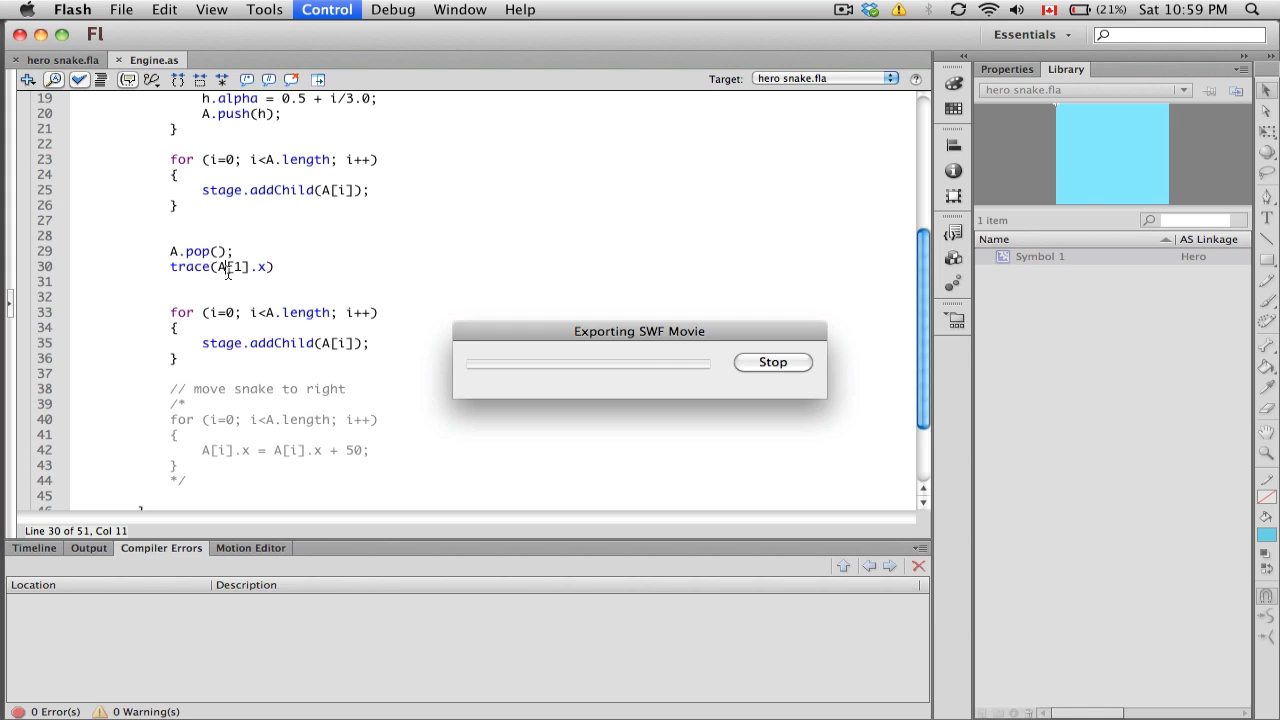 Flash File Edit View Tools Control Debug Window Help (21%) Sat 10:59 PM
Fl Essentials
hero snake.fla Engine.as
Target: hero snake.fla
19 h.alpha = 0.5 + i/3.0;
20 A.push(h);
21 }
22
23 for (i=0; i<A.length; i++)
24 {
25 stage.addChild(A[i]);
26 }
27
28
29 A.pop();
30 trace(A[1].x)
31
32
33 for (i=0; i<A.length; i++)
34 {
35 stage.addChild(A[i]);
36 }
37
38 // move snake to right
39 /*
40 for (i=0; i<A.length; i++)
41 {
42 A[i].x = A[i].x + 50;
43 }
44 */
45
Line 30 of 51, Col 11
Exporting SWF Movie
Stop
Timeline Output Compiler Errors Motion Editor
Location Description
0 Error(s) 0 Warning(s)
Properties Library
hero snake.fla
1 item
Name AS Linkage
Symbol 1 Hero